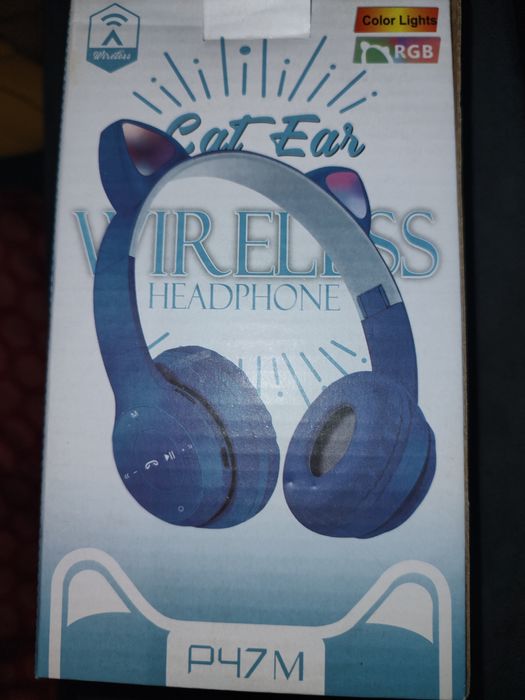 Wireless
Color Lights
RGB
Cat Ear
WIRELESS
HEADPHONE
M
P47M